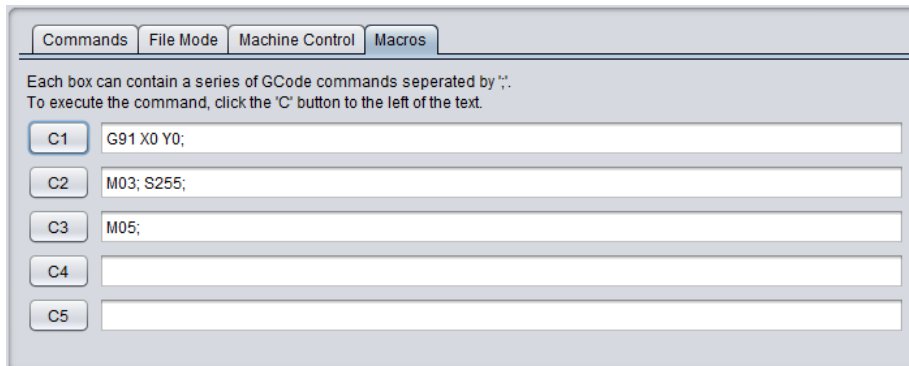 Commands File Mode Machine Control Macros
Each box can contain a series of GCode commands seperated by ';'.
To execute the command, click the 'C' button to the left of the text.
C1 G91 X0 Y0;
C2 M03; S255;
C3 M05;
C4
C5